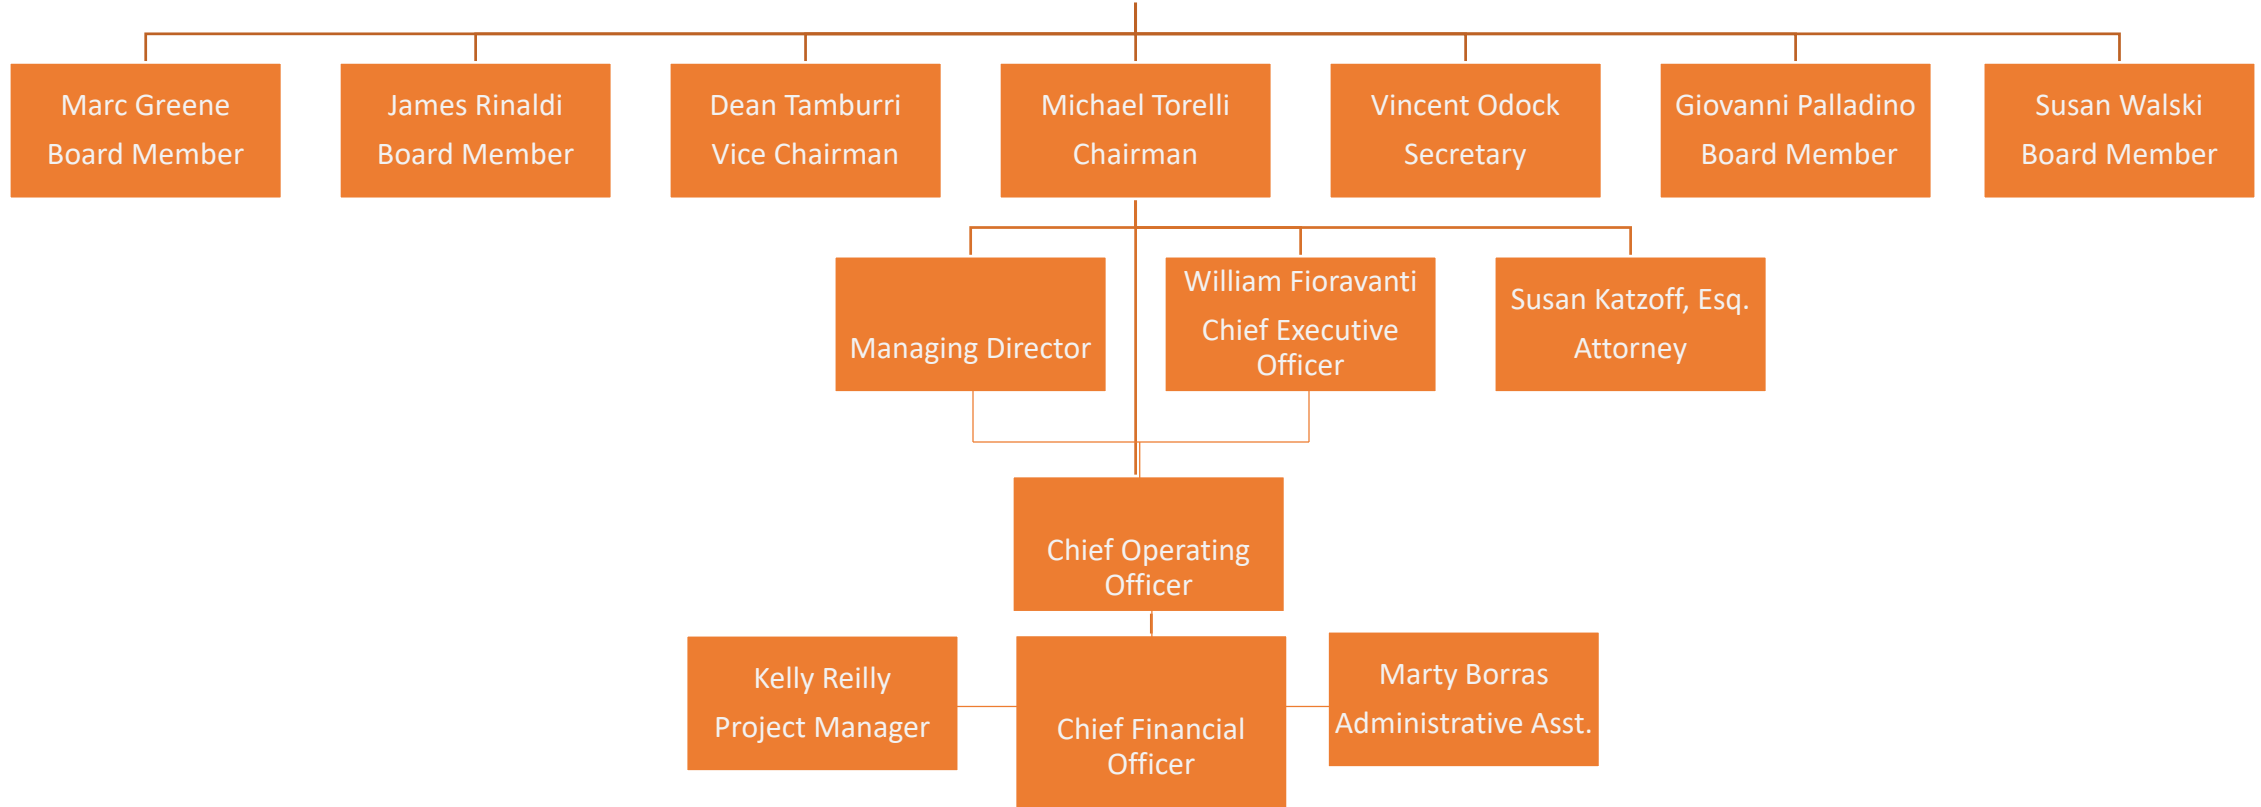 Marc Greene
Board Member
James Rinaldi
Board Member
Dean Tamburri
Vice Chairman
Michael Torelli
Chairman
Vincent Odock
Secretary
Giovanni Palladino
Board Member
Susan Walski
Board Member
Managing Director
William Fioravanti
Chief Executive
Officer
Susan Katzoff, Esq.
Attorney
Chief Operating
Officer
Kelly Reilly
Project Manager
Chief Financial
Officer
Marty Borras
Administrative Asst.